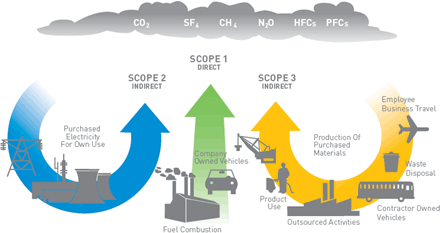 CO₂ SF₆ CH₄ N₂O HFCs PFCs
SCOPE 1
DIRECT
SCOPE 2
INDIRECT
SCOPE 3
INDIRECT
Purchased
Electricity
For Own Use
Company
Owned Vehicles
Fuel Combustion
Production Of
Purchased
Materials
Product
Use
Outsourced Activities
Employee
Business Travel
Waste
Disposal
Contractor Owned
Vehicles